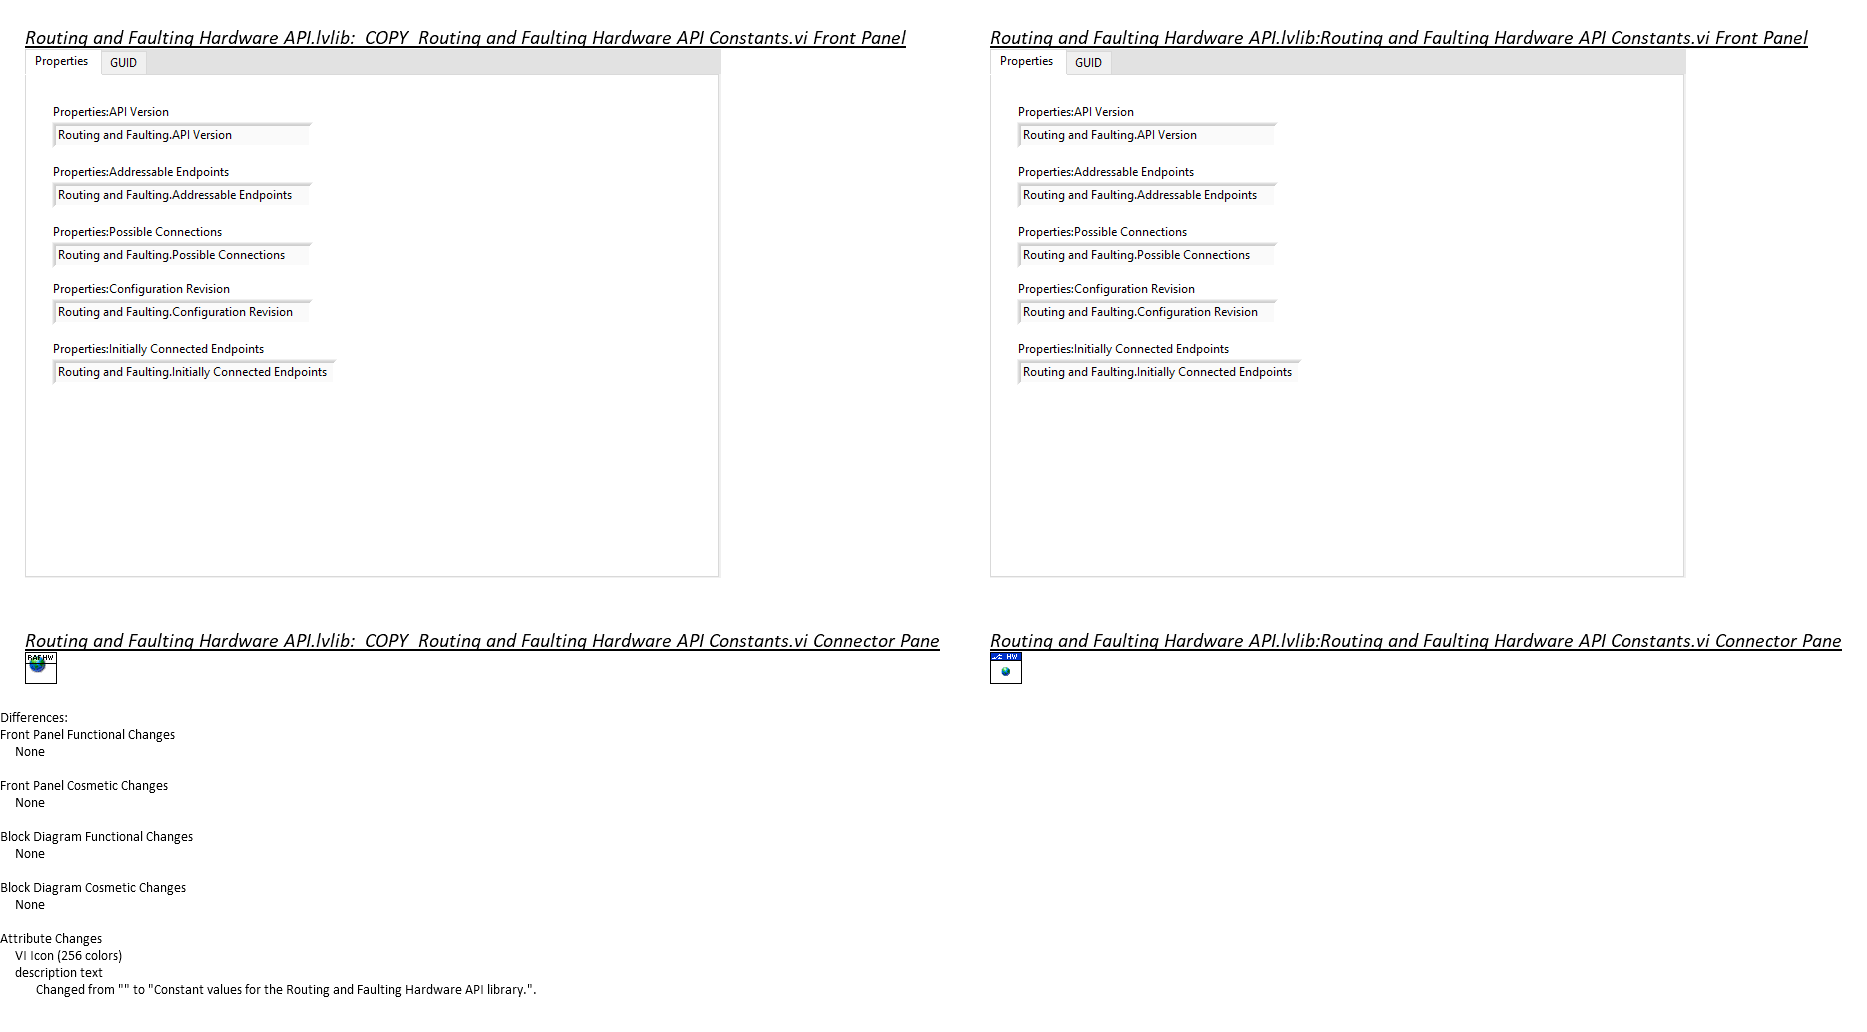 Routing and Faulting Hardware API.lvlib:_COPY_Routing and Faulting Hardware API Constants.vi Front Panel
Properties GUID
Properties:API Version
Routing and Faulting.API Version
Properties:Addressable Endpoints
Routing and Faulting.Addressable Endpoints
Properties:Possible Connections
Routing and Faulting.Possible Connections
Properties:Configuration Revision
Routing and Faulting.Configuration Revision
Properties:Initially Connected Endpoints
Routing and Faulting.Initially Connected Endpoints
Routing and Faulting Hardware API.lvlib:Routing and Faulting Hardware API Constants.vi Front Panel
Properties GUID
Properties:API Version
Routing and Faulting.API Version
Properties:Addressable Endpoints
Routing and Faulting.Addressable Endpoints
Properties:Possible Connections
Routing and Faulting.Possible Connections
Properties:Configuration Revision
Routing and Faulting.Configuration Revision
Properties:Initially Connected Endpoints
Routing and Faulting.Initially Connected Endpoints
Routing and Faulting Hardware API.lvlib:_COPY_Routing and Faulting Hardware API Constants.vi Connector Pane
RAFHW
Routing and Faulting Hardware API.lvlib:Routing and Faulting Hardware API Constants.vi Connector Pane
HW
Differences:
Front Panel Functional Changes
None
Front Panel Cosmetic Changes
None
Block Diagram Functional Changes
None
Block Diagram Cosmetic Changes
None
Attribute Changes
VI Icon (256 colors)
description text
Changed from "" to "Constant values for the Routing and Faulting Hardware API library.".